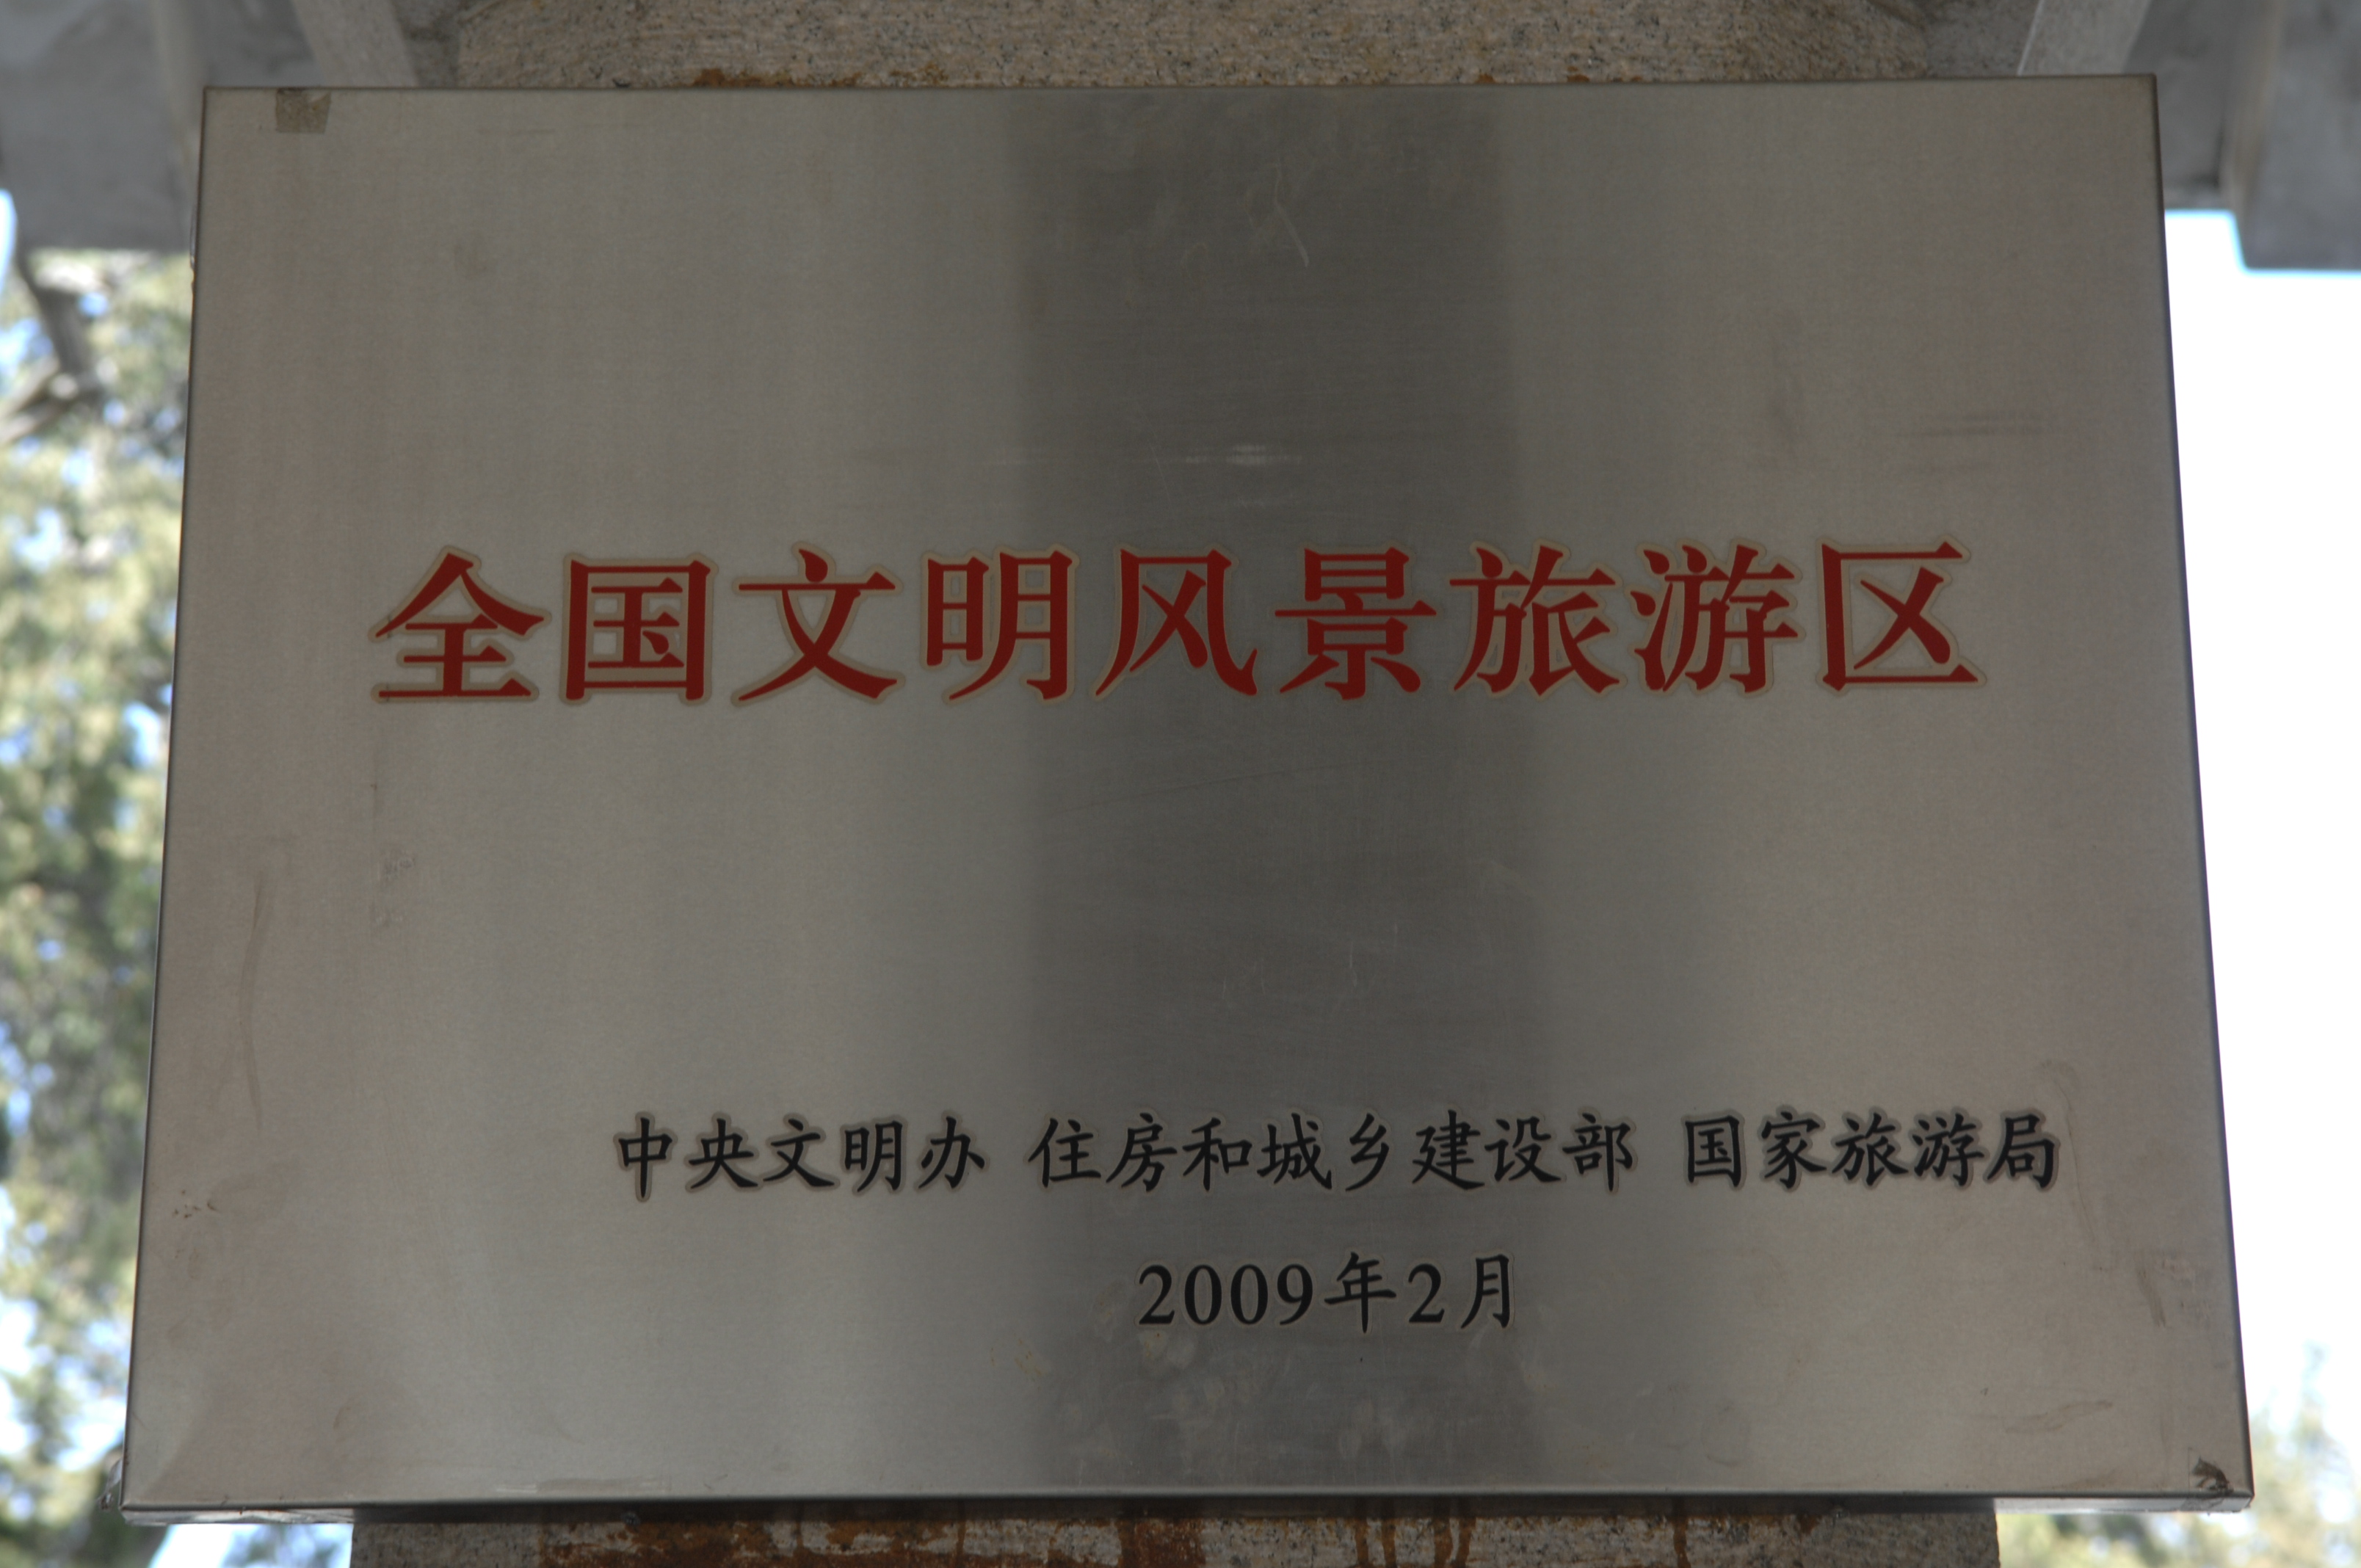 全国文明风景旅游区
中央文明办 住房和城乡建设部 国家旅游局
2009年2月